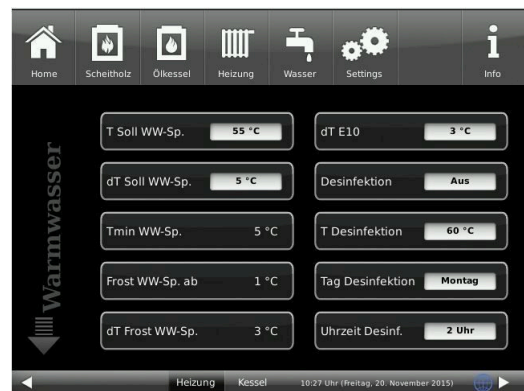 Home Scheitholz Ölkessel Heizung Wasser Settings Info
Warmwasser
T Soll WW-Sp. 55 °C
dT E10 3 °C
dT Soll WW-Sp. 5 °C
Desinfektion Aus
Tmin WW-Sp. 5 °C
T Desinfektion 60 °C
Frost WW-Sp. ab 1 °C
Tag Desinfektion Montag
dT Frost WW-Sp. 3 °C
Uhrzeit Desinf. 2 Uhr
Heizung Kessel 10:27 Uhr (Freitag, 20. November 2015)